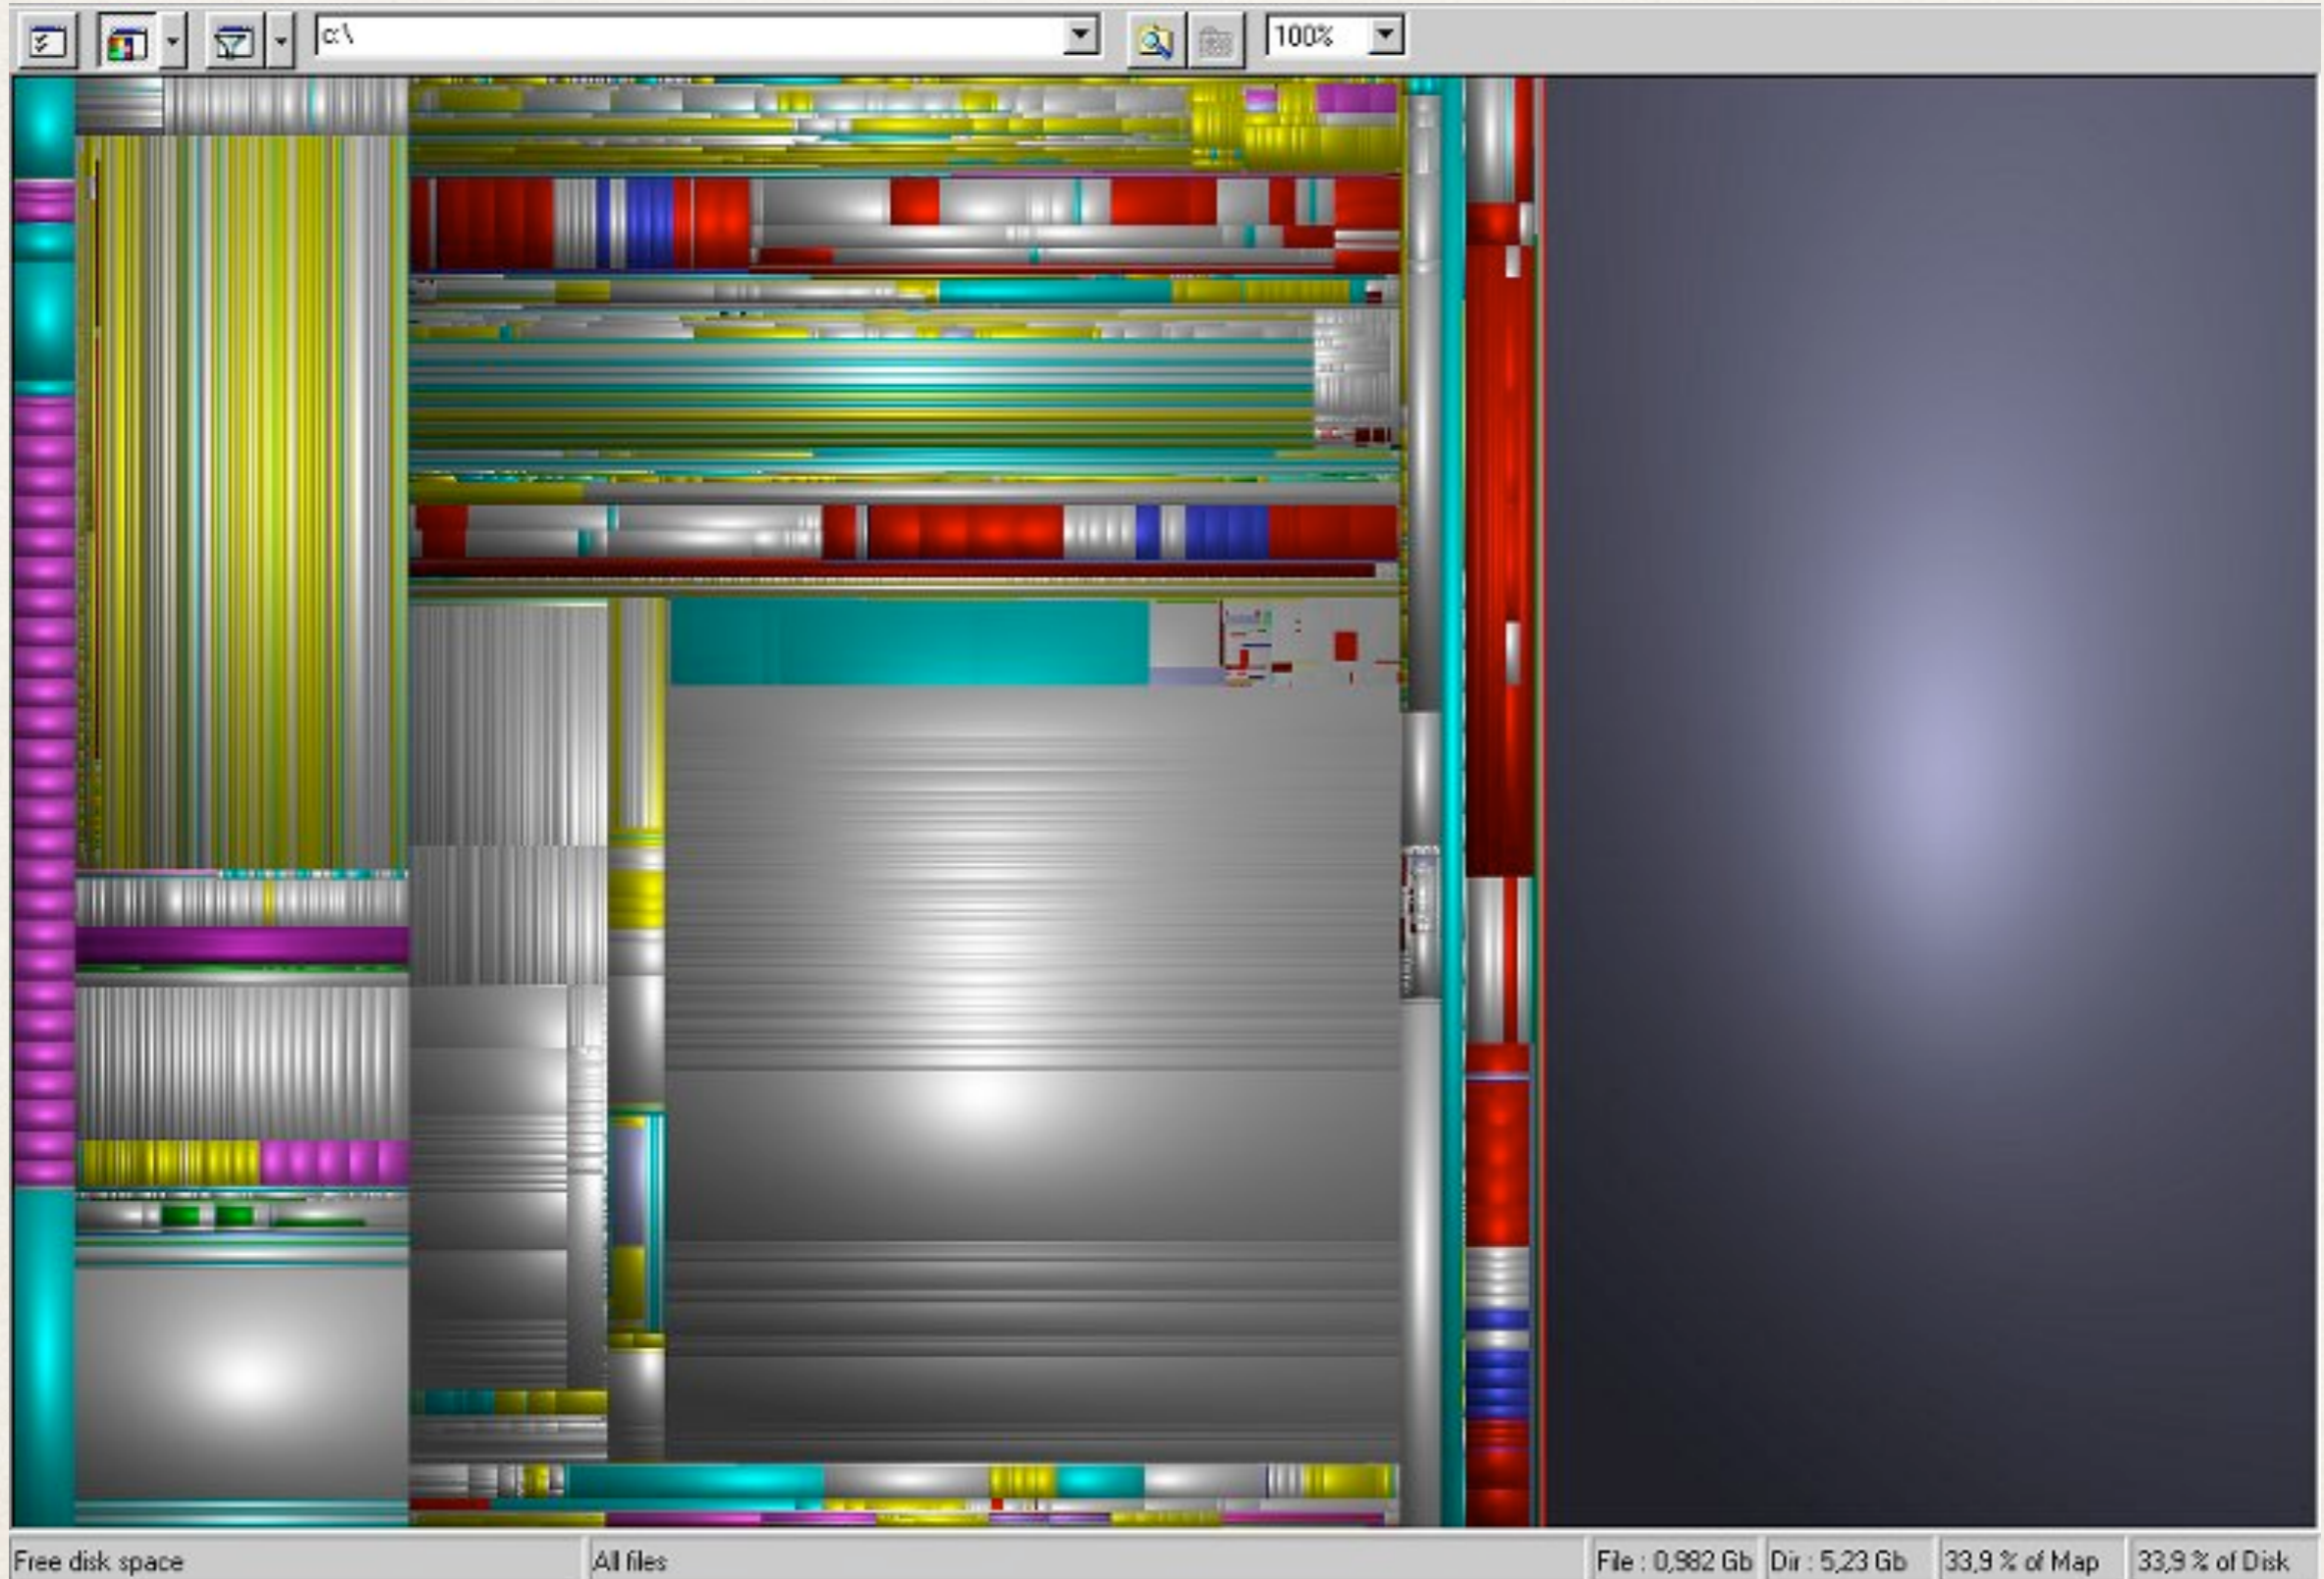 c:\
100%
Free disk space
All files
File : 0,982 Gb
Dir : 5,23 Gb
33,9 % of Map
33,9 % of Disk